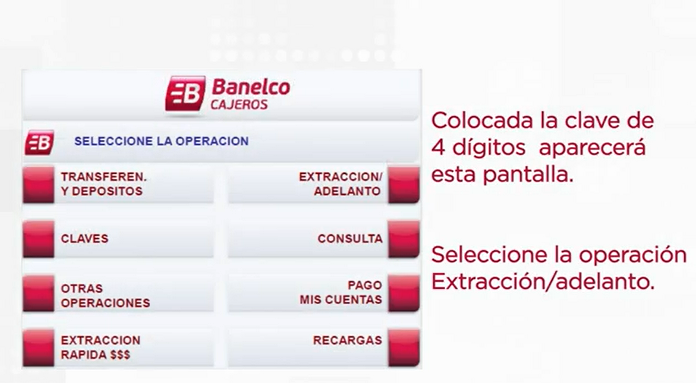 Banelco
CAJEROS
SELECCIONE LA OPERACION
TRANSFEREN.
Y DEPOSITOS
EXTRACCION/
ADELANTO
CLAVES
CONSULTA
OTRAS
OPERACIONES
PAGO
MIS CUENTAS
EXTRACCION
RAPIDA $$$
RECARGAS
Colocada la clave de
4 dígitos aparecerá
esta pantalla.
Seleccione la operación
Extracción/adelanto.